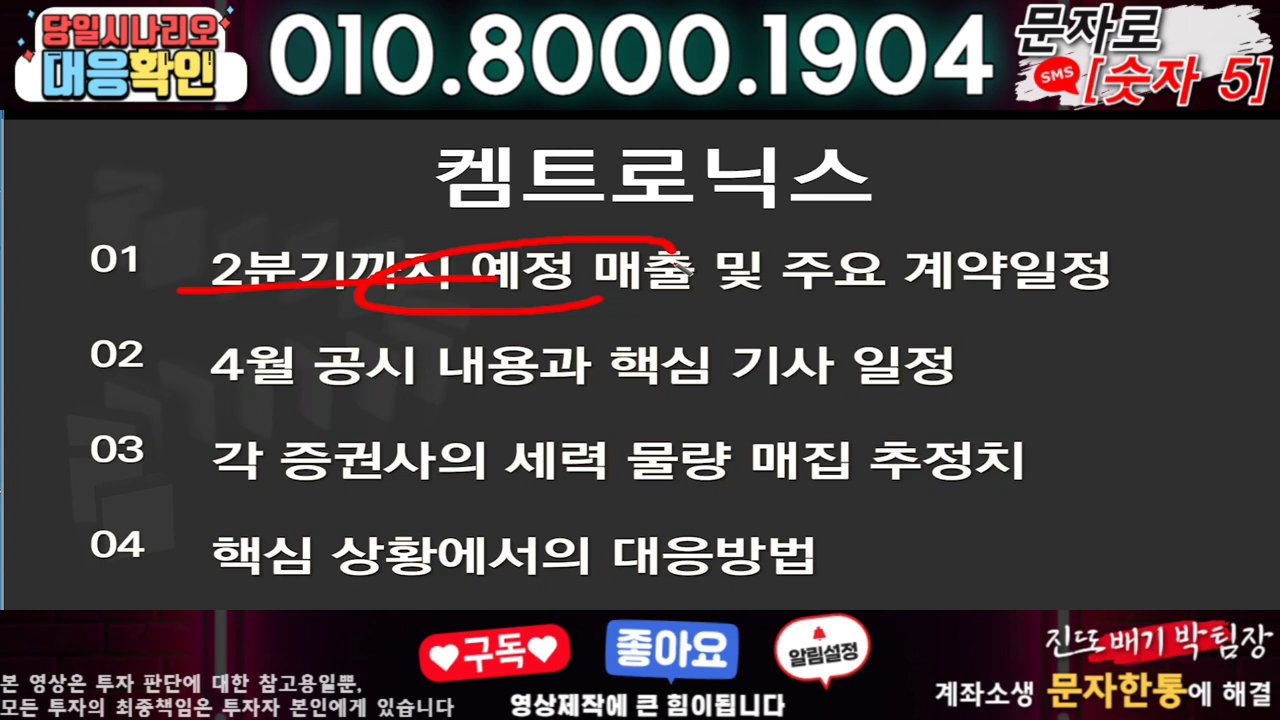 당일시나리오
대응확인
010.8000.1904
문자로
SMS
[숫자 5]
켐트로닉스
01 2분기까지 예정 매출 및 주요 계약일정
02 4월 공시 내용과 핵심 기사 일정
03 각 증권사의 세력 물량 매집 추정치
04 핵심 상황에서의 대응방법
구독
좋아요
알림설정
영상제작에 큰 힘이됩니다
본 영상은 투자 판단에 대한 참고용일뿐,
모든 투자의 최종책임은 투자자 본인에게 있습니다
진또배기 박팀장
계좌소생 문자한통에 해결